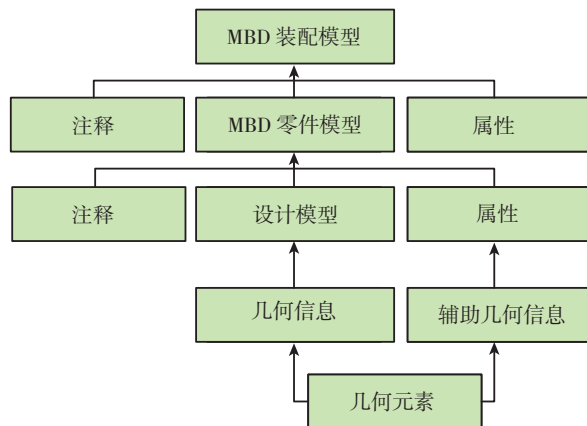 MBD 装配模型
注释
MBD 零件模型
属性
注释
设计模型
属性
几何信息
辅助几何信息
几何元素